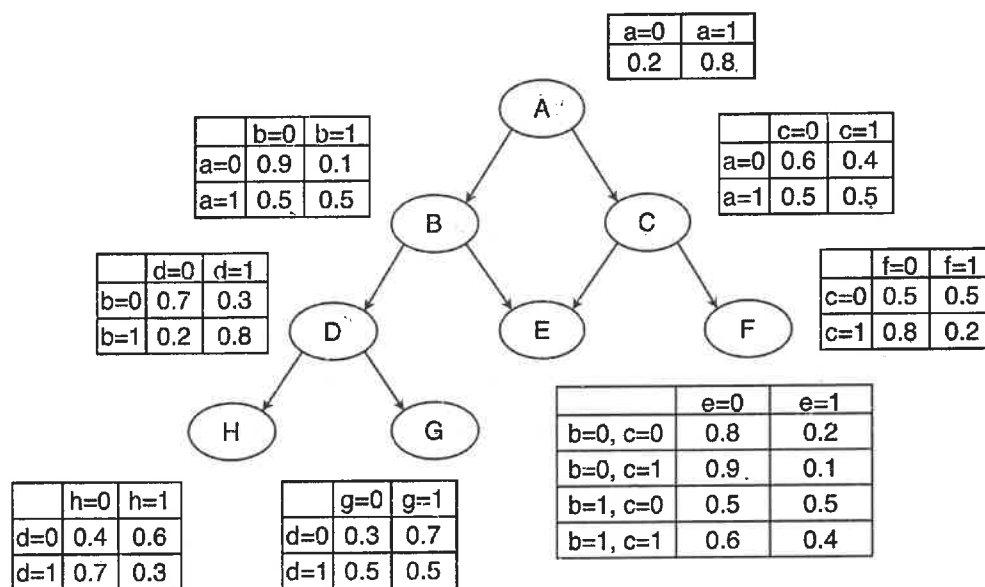 a=0 a=1
0.2 0.8
A
b=0 b=1
a=0 0.9 0.1
a=1 0.5 0.5
c=0 c=1
a=0 0.6 0.4
a=1 0.5 0.5
B
C
d=0 d=1
b=0 0.7 0.3
b=1 0.2 0.8
f=0 f=1
c=0 0.5 0.5
c=1 0.8 0.2
D
E
F
H
G
e=0 e=1
b=0, c=0 0.8 0.2
b=0, c=1 0.9 0.1
b=1, c=0 0.5 0.5
b=1, c=1 0.6 0.4
h=0 h=1
d=0 0.4 0.6
d=1 0.7 0.3
g=0 g=1
d=0 0.3 0.7
d=1 0.5 0.5